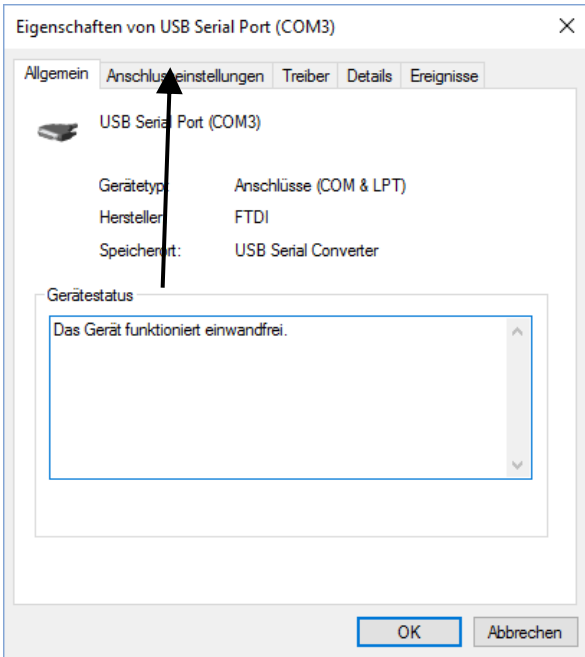 Eigenschaften von USB Serial Port (COM3)
Allgemein Anschlusseinstellungen Treiber Details Ereignisse
USB Serial Port (COM3)
Gerätetyp: Anschlüsse (COM & LPT)
Hersteller: FTDI
Speicherort: USB Serial Converter
Gerätestatus
Das Gerät funktioniert einwandfrei.
OK Abbrechen